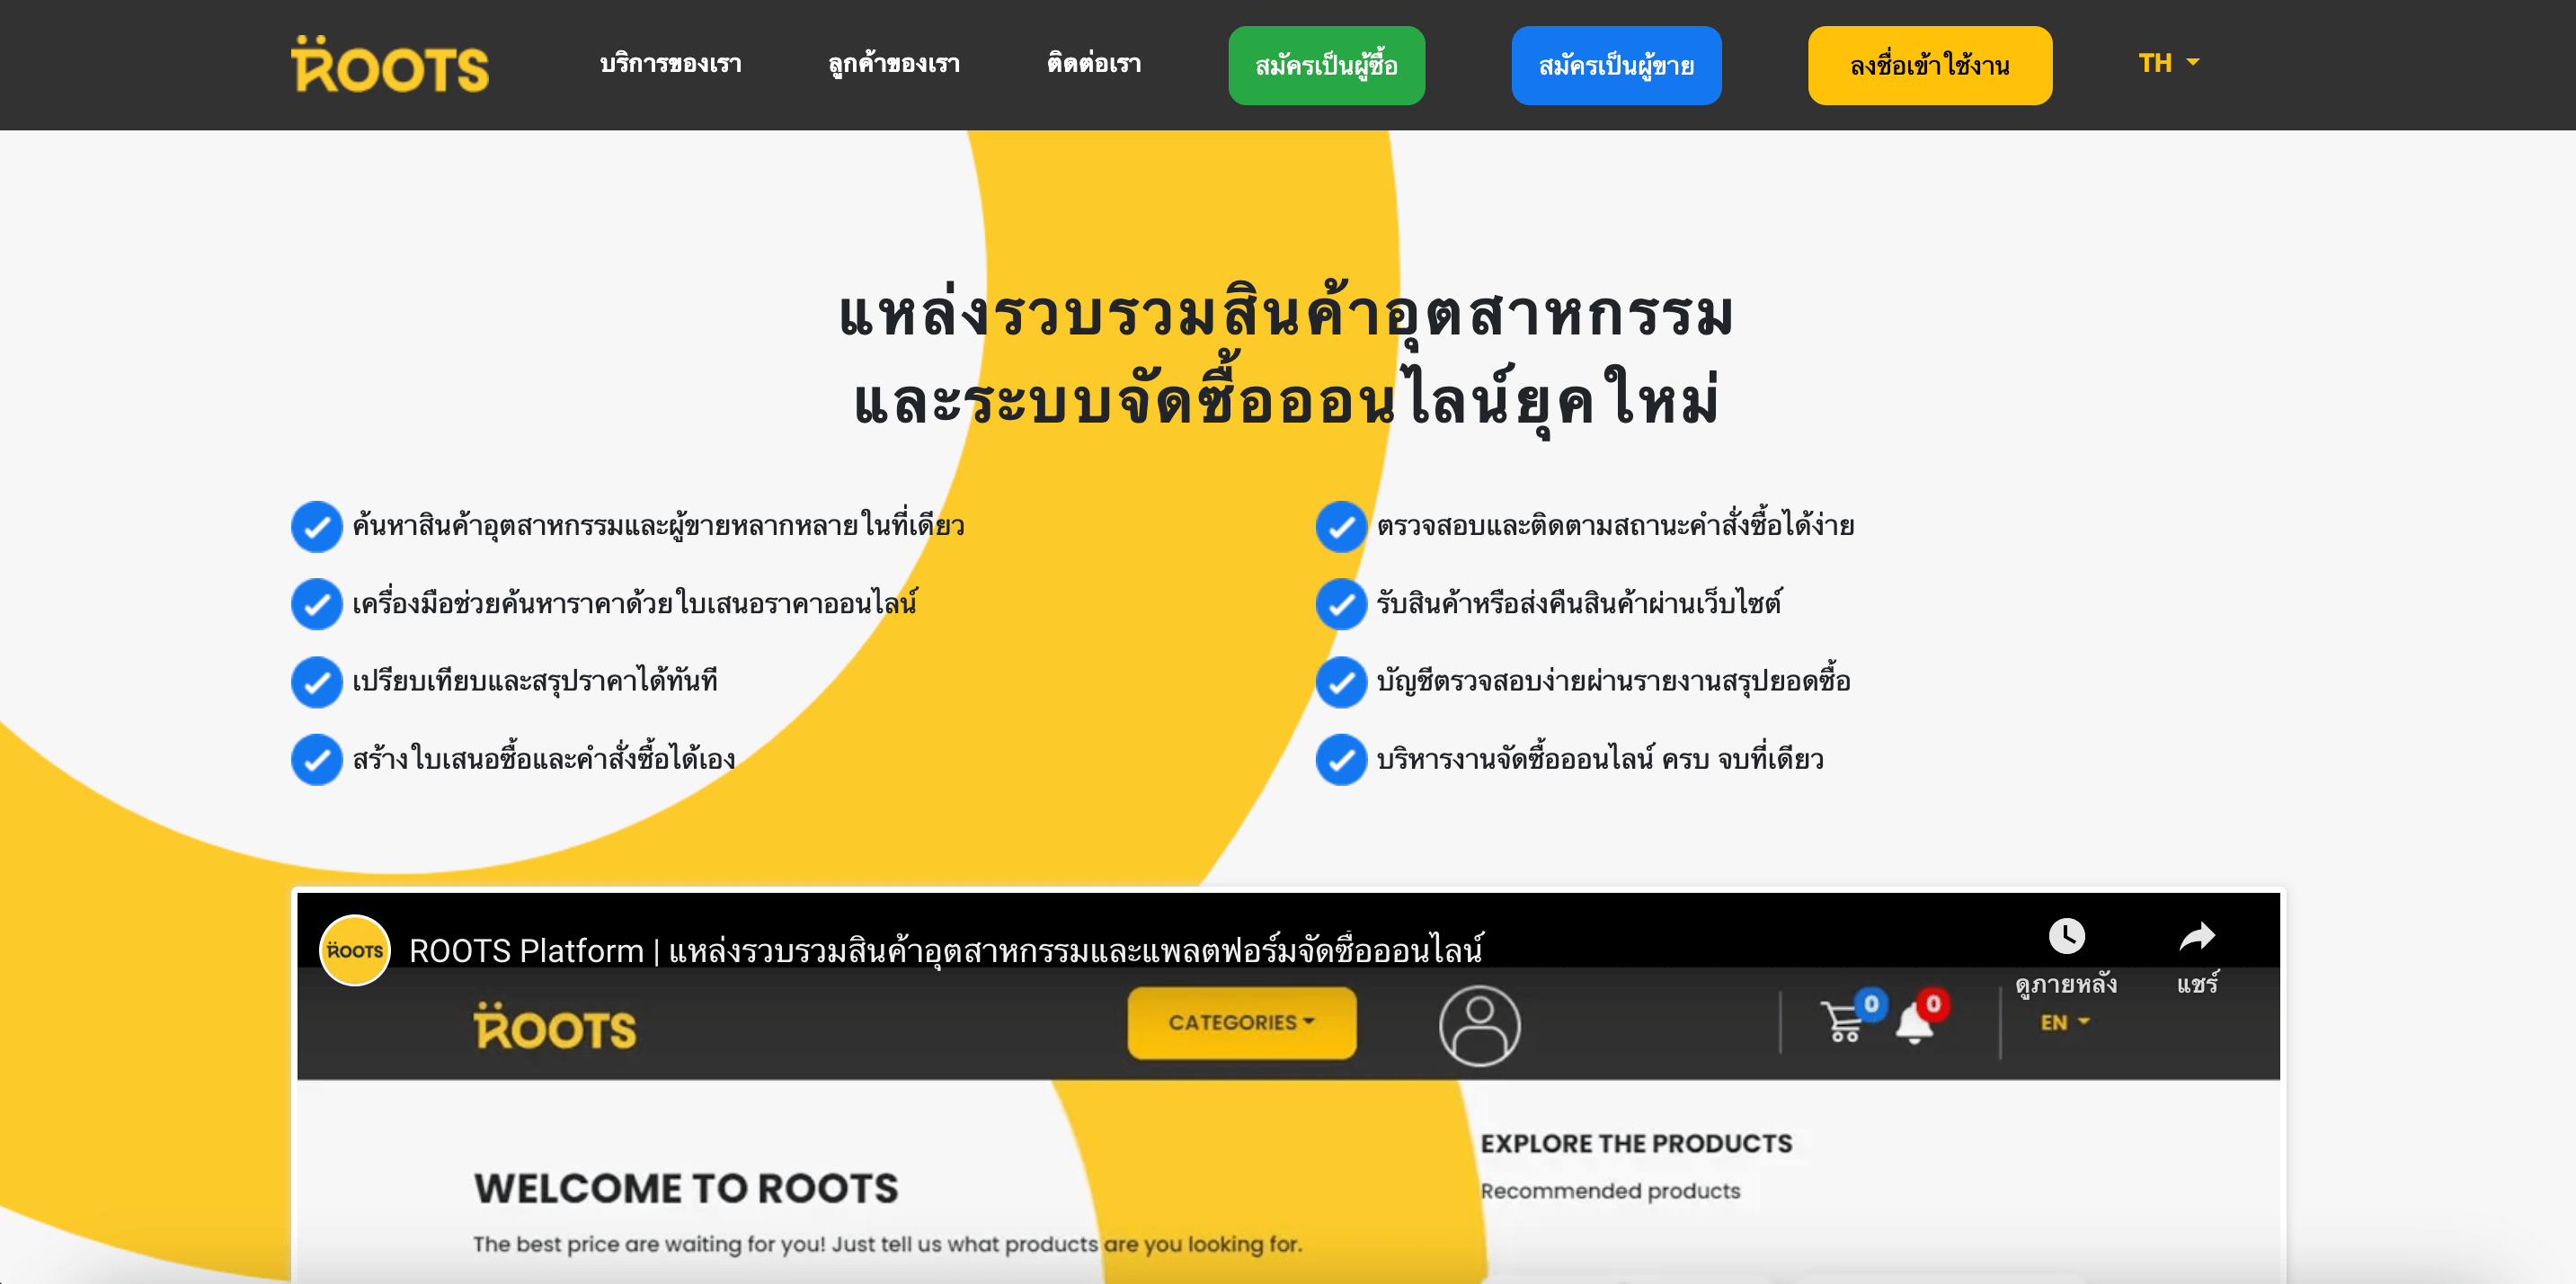 ROOTS บริการของเรา ลูกค้าของเรา ติดต่อเรา สมัครเป็นผู้ซื้อ สมัครเป็นผู้ขาย ลงชื่อเข้าใช้งาน TH
แหล่งรวบรวมสินค้าอุตสาหกรรม
และระบบจัดซื้อออนไลน์ยุคใหม่
ค้นหาสินค้าอุตสาหกรรมและผู้ขายหลากหลายในที่เดียว
เครื่องมือช่วยค้นหาราคาด้วยใบเสนอราคาออนไลน์
เปรียบเทียบและสรุปราคาได้ทันที
สร้างใบเสนอซื้อและคำสั่งซื้อได้เอง
ตรวจสอบและติดตามสถานะคำสั่งซื้อได้ง่าย
รับสินค้าหรือส่งคืนสินค้าผ่านเว็บไซต์
บัญชีตรวจสอบง่ายผ่านรายงานสรุปยอดซื้อ
บริหารงานจัดซื้อออนไลน์ ครบ จบที่เดียว
ROOTS ROOTS Platform | แหล่งรวบรวมสินค้าอุตสาหกรรมและแพลตฟอร์มจัดซื้อออนไลน์
ดูภายหลัง แชร์
ROOTS CATEGORIES 0 0 EN
WELCOME TO ROOTS
The best price are waiting for you! Just tell us what products are you looking for.
EXPLORE THE PRODUCTS
Recommended products